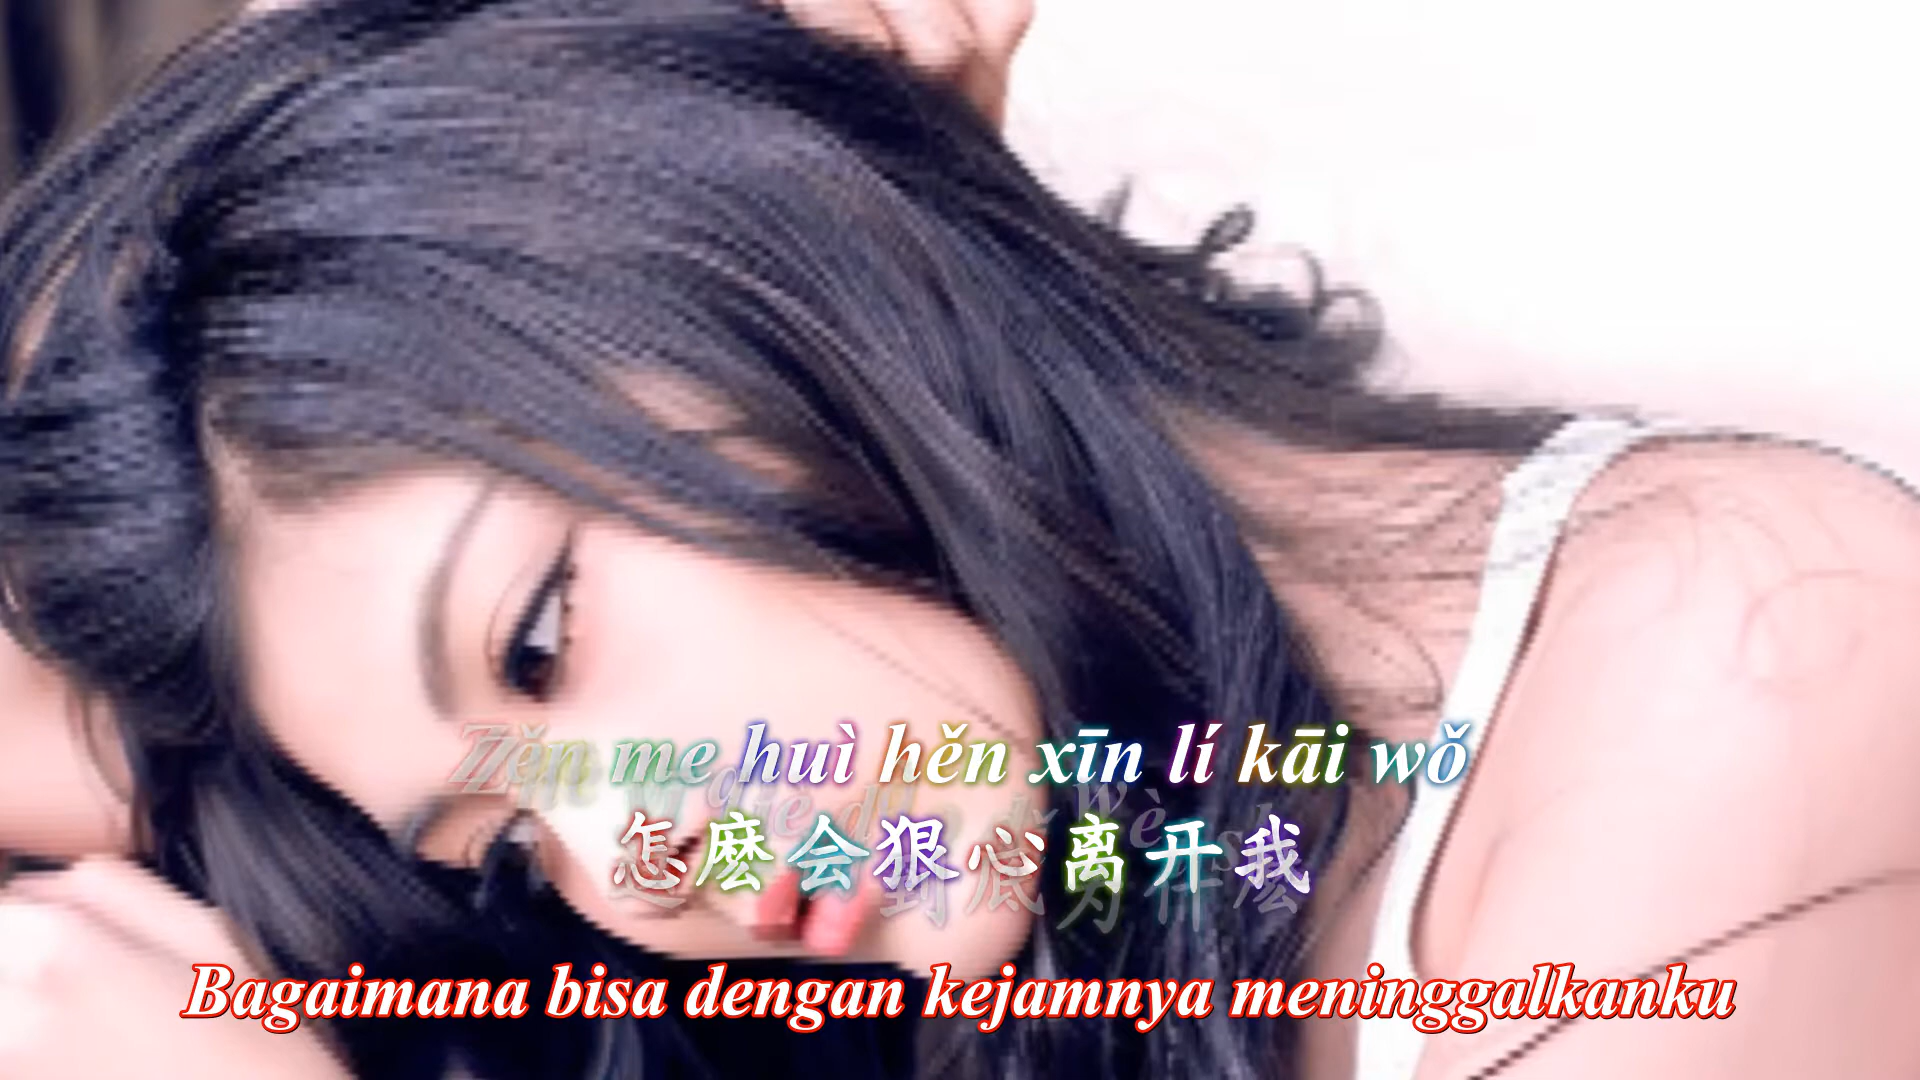 Zěn me huì hěn xīn lí kāi wǒ
怎麽会狠心离开我
Bagaimana bisa dengan kejamnya meninggalkanku